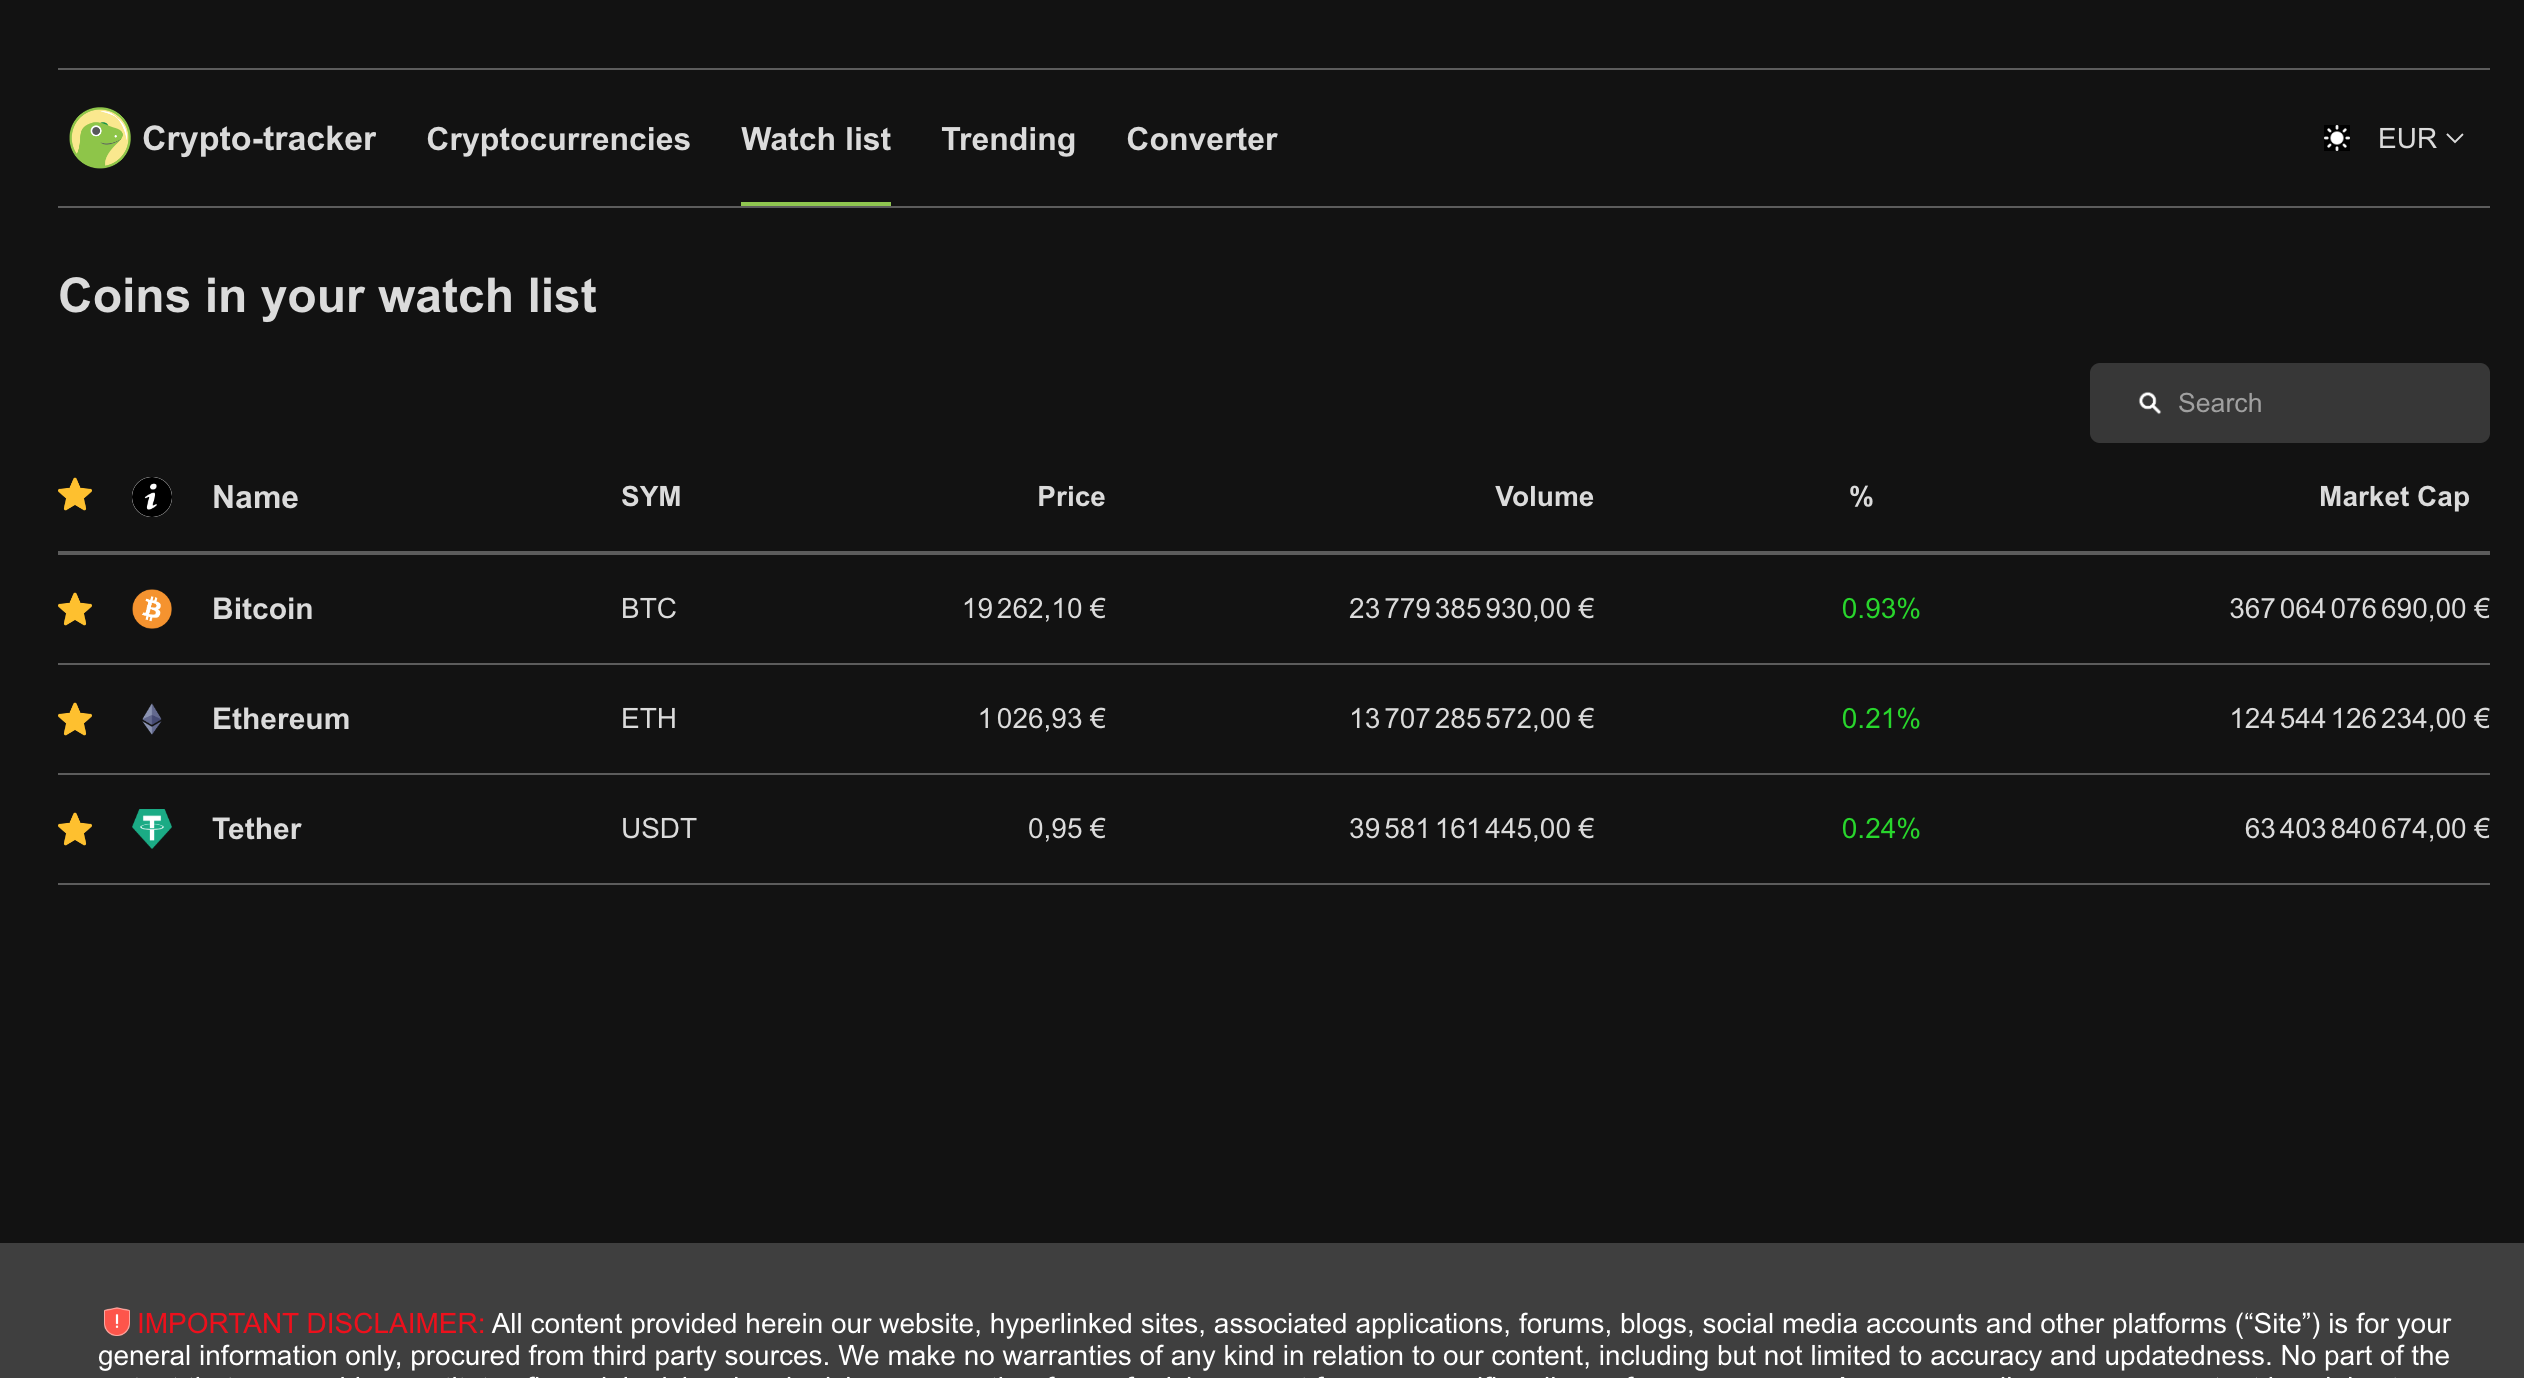 Crypto-tracker Cryptocurrencies Watch list Trending Converter EUR
Coins in your watch list
Search
Name SYM Price Volume % Market Cap
Bitcoin BTC 19 262,10 € 23 779 385 930,00 € 0.93% 367 064 076 690,00 €
Ethereum ETH 1 026,93 € 13 707 285 572,00 € 0.21% 124 544 126 234,00 €
Tether USDT 0,95 € 39 581 161 445,00 € 0.24% 63 403 840 674,00 €
IMPORTANT DISCLAIMER: All content provided herein our website, hyperlinked sites, associated applications, forums, blogs, social media accounts and other platforms (“Site”) is for your
general information only, procured from third party sources. We make no warranties of any kind in relation to our content, including but not limited to accuracy and updatedness. No part of the